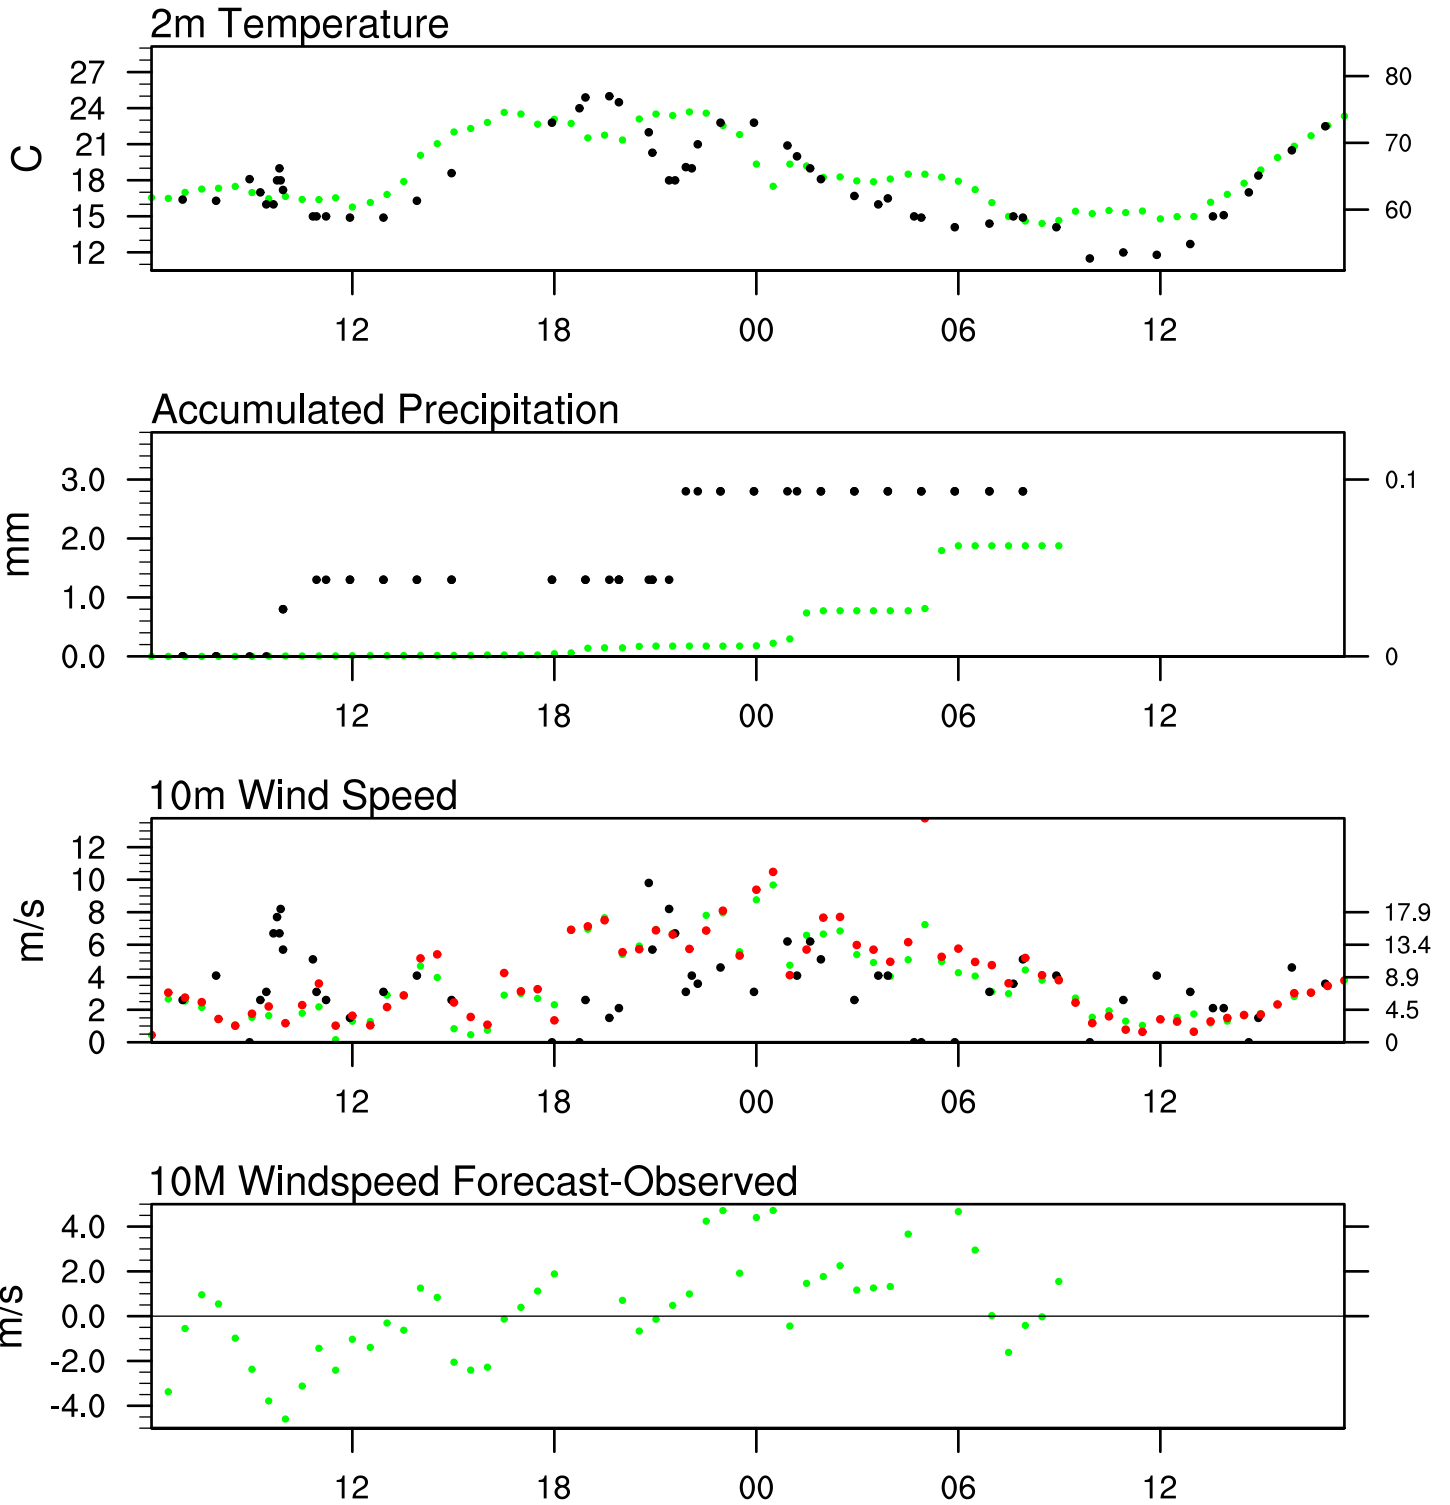 2m Temperature
27
24
21
18
15
12
C
80
70
60
12 18 00 06 12
Accumulated Precipitation
3.0
2.0
1.0
0.0
mm
0.1
0
12 18 00 06 12
10m Wind Speed
12
10
8
6
4
2
0
m/s
17.9
13.4
8.9
4.5
0
12 18 00 06 12
10M Windspeed Forecast-Observed
4.0
2.0
0.0
-2.0
-4.0
m/s
12 18 00 06 12